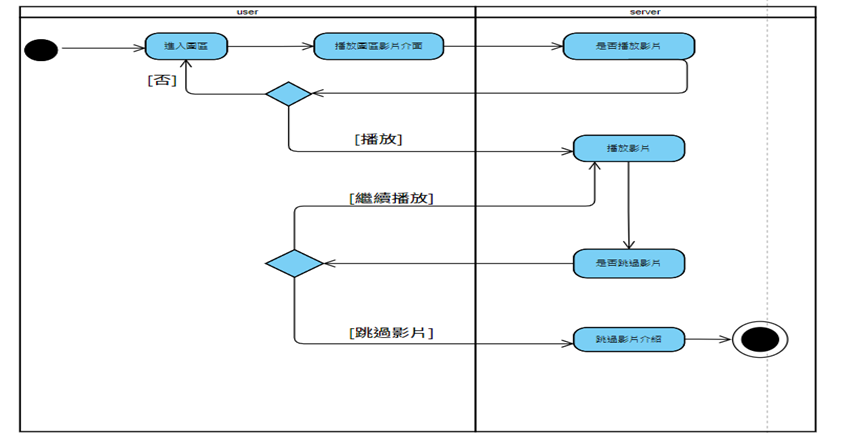 user
server
進入園區
播放園區影片介面
是否播放影片
[否]
[播放]
播放影片
[繼續播放]
是否跳過影片
[跳過影片]
跳過影片介紹